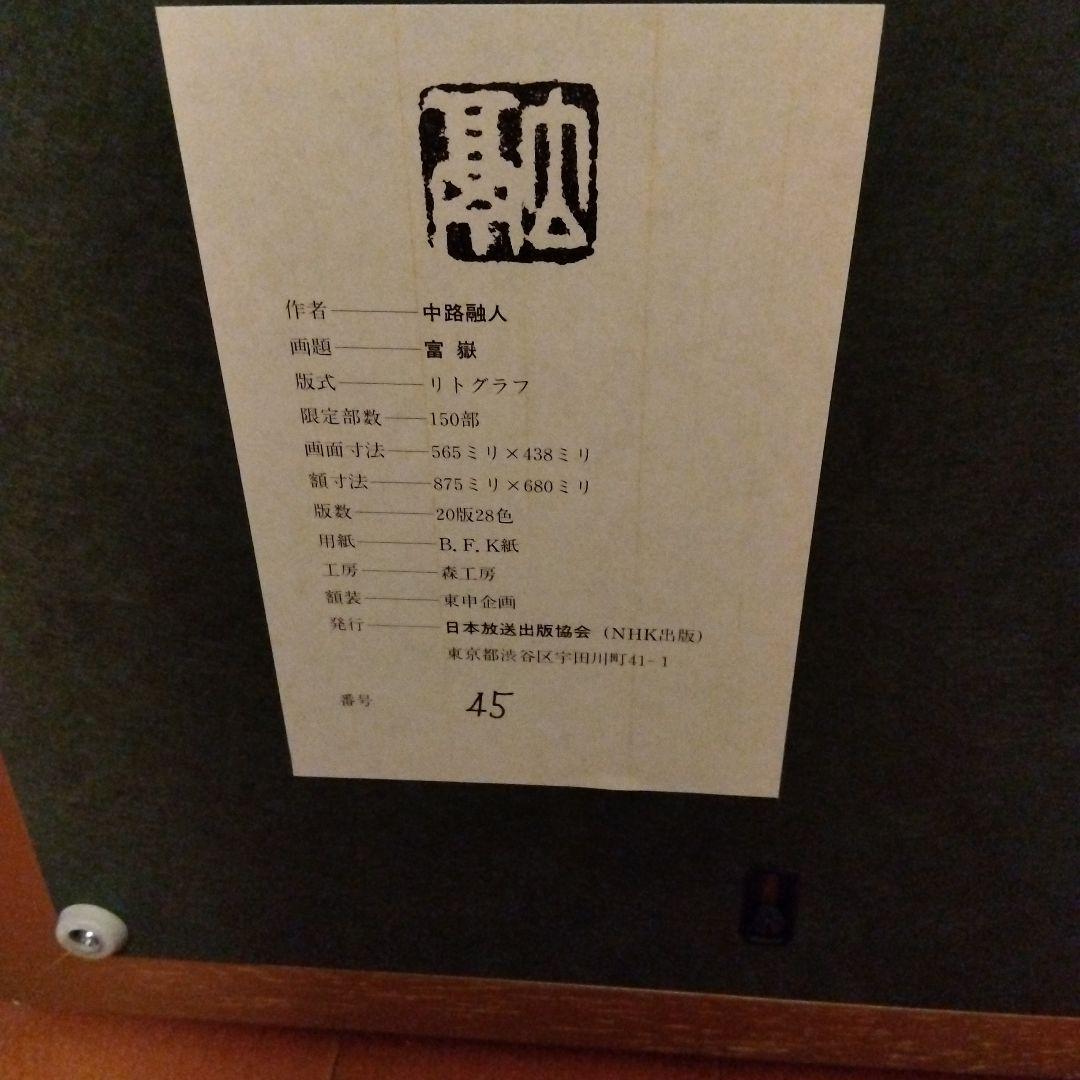 融
作者———中路融人
画題———富嶽
版式———リトグラフ
限定部数——150部
画面寸法——565ミリ×438ミリ
額寸法———875ミリ×680ミリ
版数———20版28色
用紙———B.F.K紙
工房———森工房
額装———東申企画
発行———日本放送出版協会(NHK出版)
東京都渋谷区宇田川町41-1
番号 45